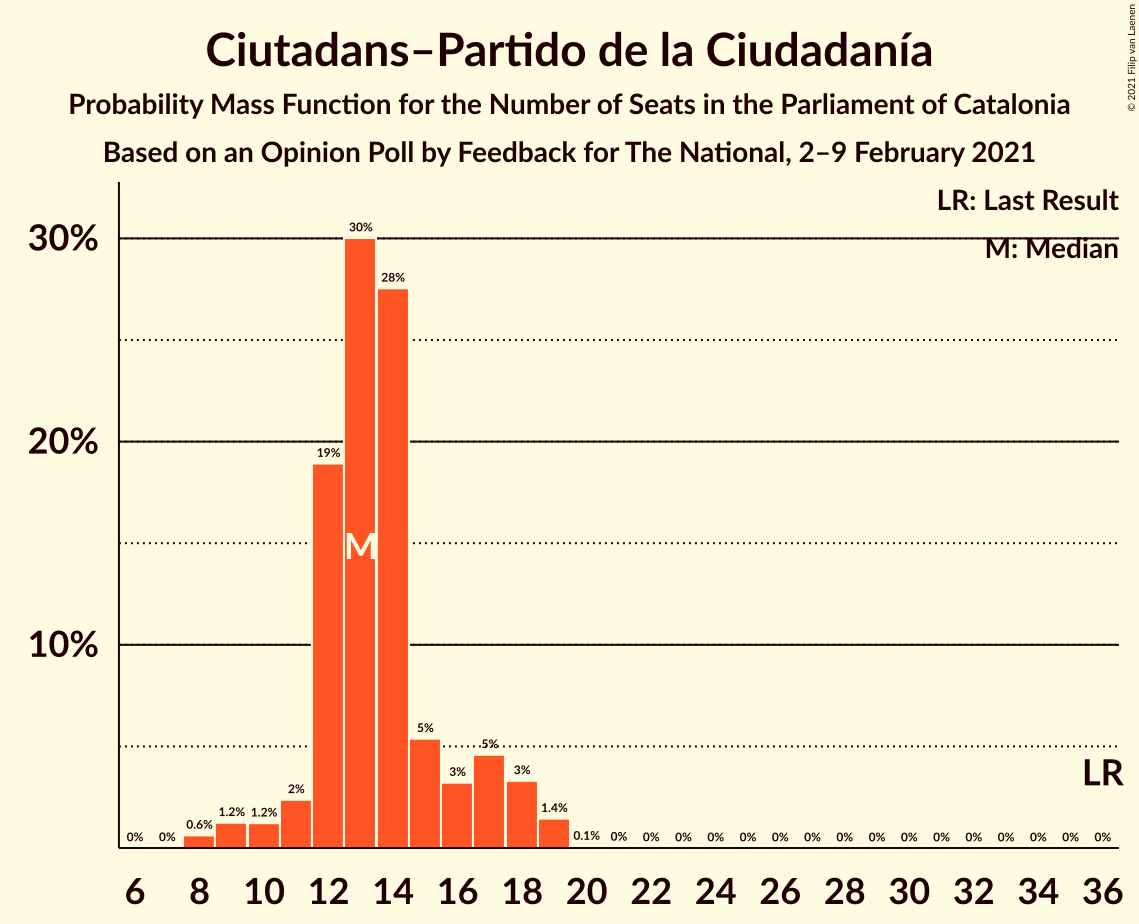 Ciutadans–Partido de la Ciudadanía
Probability Mass Function for the Number of Seats in the Parliament of Catalonia
Based on an Opinion Poll by Feedback for The National, 2–9 February 2021
© 2021 Filip van Laenen
LR: Last Result
M: Median
30%
20%
10%
0% 0% 0.6% 1.2% 1.2% 2% 19% 30% 28% 5% 3% 5% 3% 1.4% 0.1% 0% 0% 0% 0% 0% 0% 0% 0% 0% 0% 0% 0% 0% 0% 0% 0%
M
LR
6 8 10 12 14 16 18 20 22 24 26 28 30 32 34 36